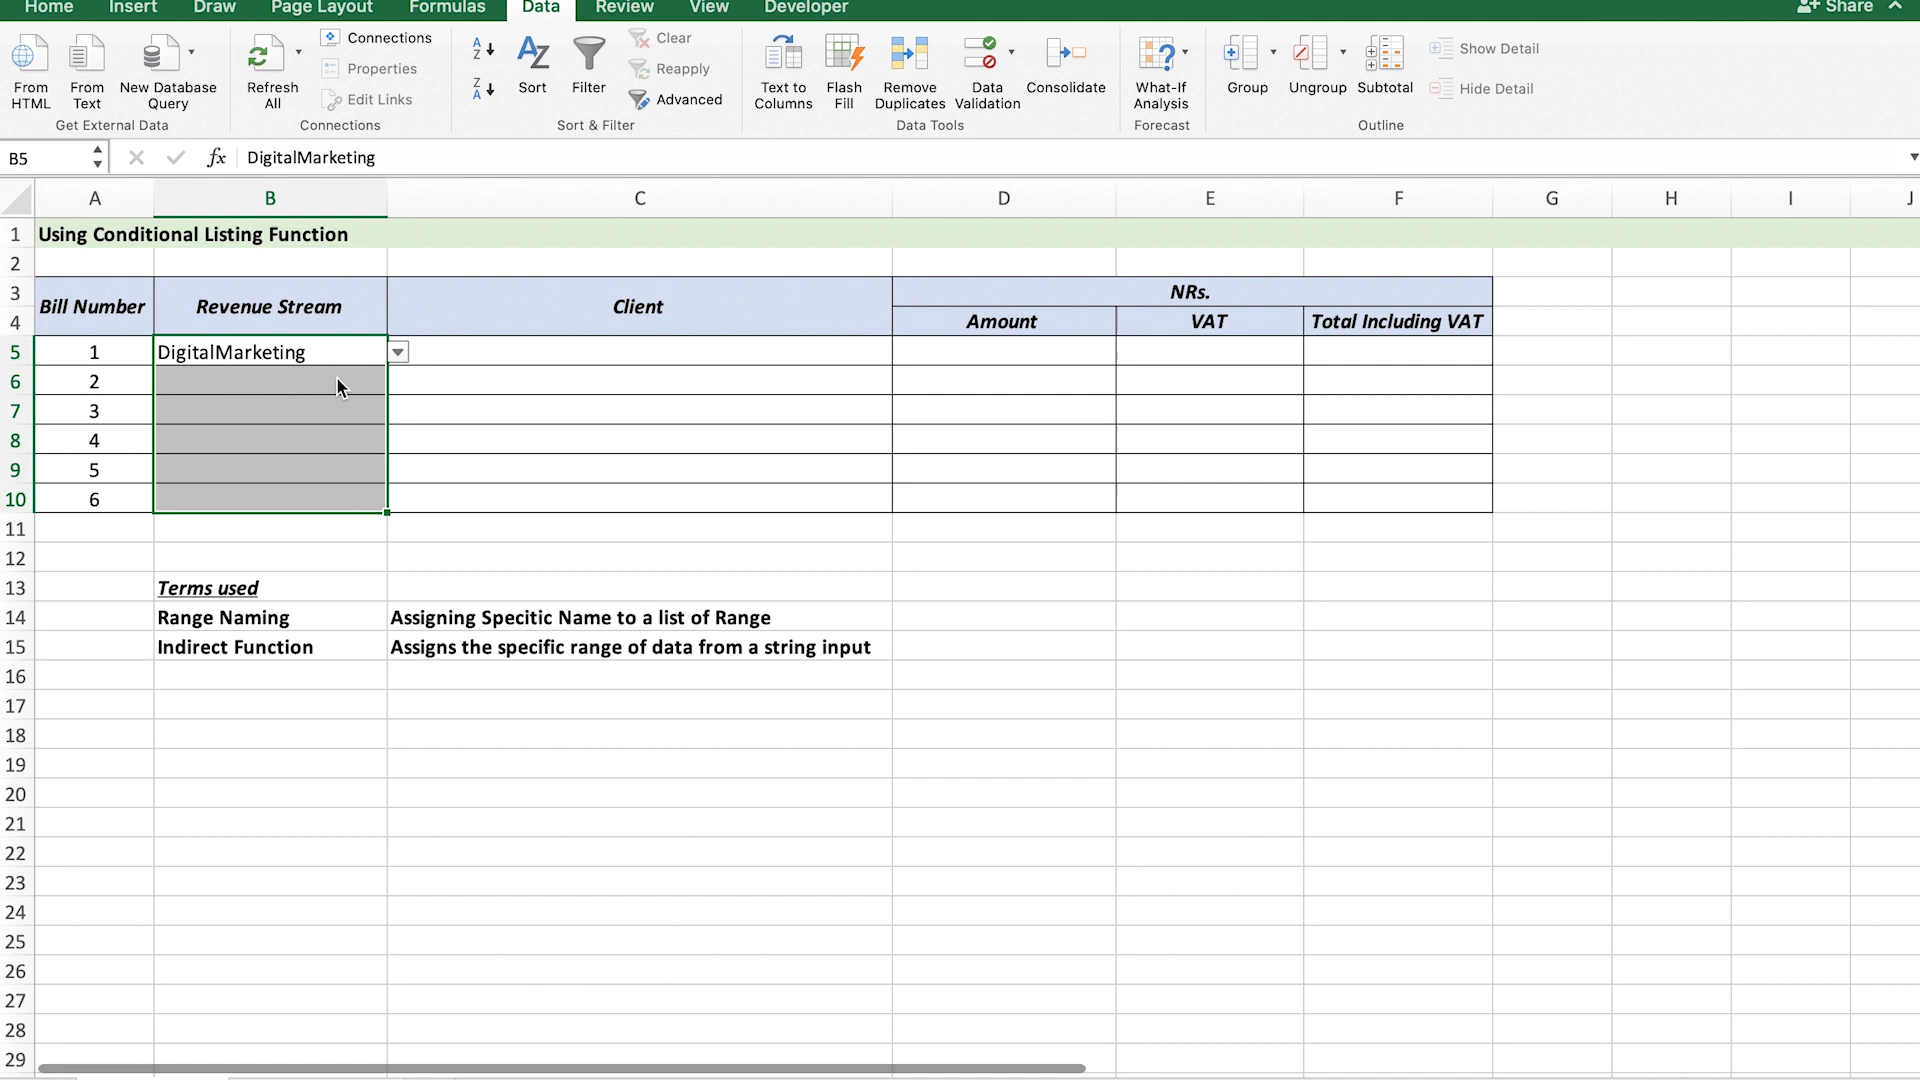 Home Insert Draw Page Layout Formulas Data Review View Developer Share
From HTML From Text New Database Query Refresh All Connections Properties Edit Links Sort Filter Clear Reapply Advanced Text to Columns Flash Fill Remove Duplicates Data Validation Consolidate What-If Analysis Group Ungroup Subtotal Show Detail Hide Detail
Get External Data Connections Sort & Filter Data Tools Forecast Outline
B5 fx DigitalMarketing
A B C D E F G H I J
1 Using Conditional Listing Function
2
3 Bill Number Revenue Stream Client NRs.
4 Amount VAT Total Including VAT
5 1 DigitalMarketing
6 2
7 3
8 4
9 5
10 6
11
12
13 Terms used
14 Range Naming Assigning Specitic Name to a list of Range
15 Indirect Function Assigns the specific range of data from a string input
16
17
18
19
20
21
22
23
24
25
26
27
28
29